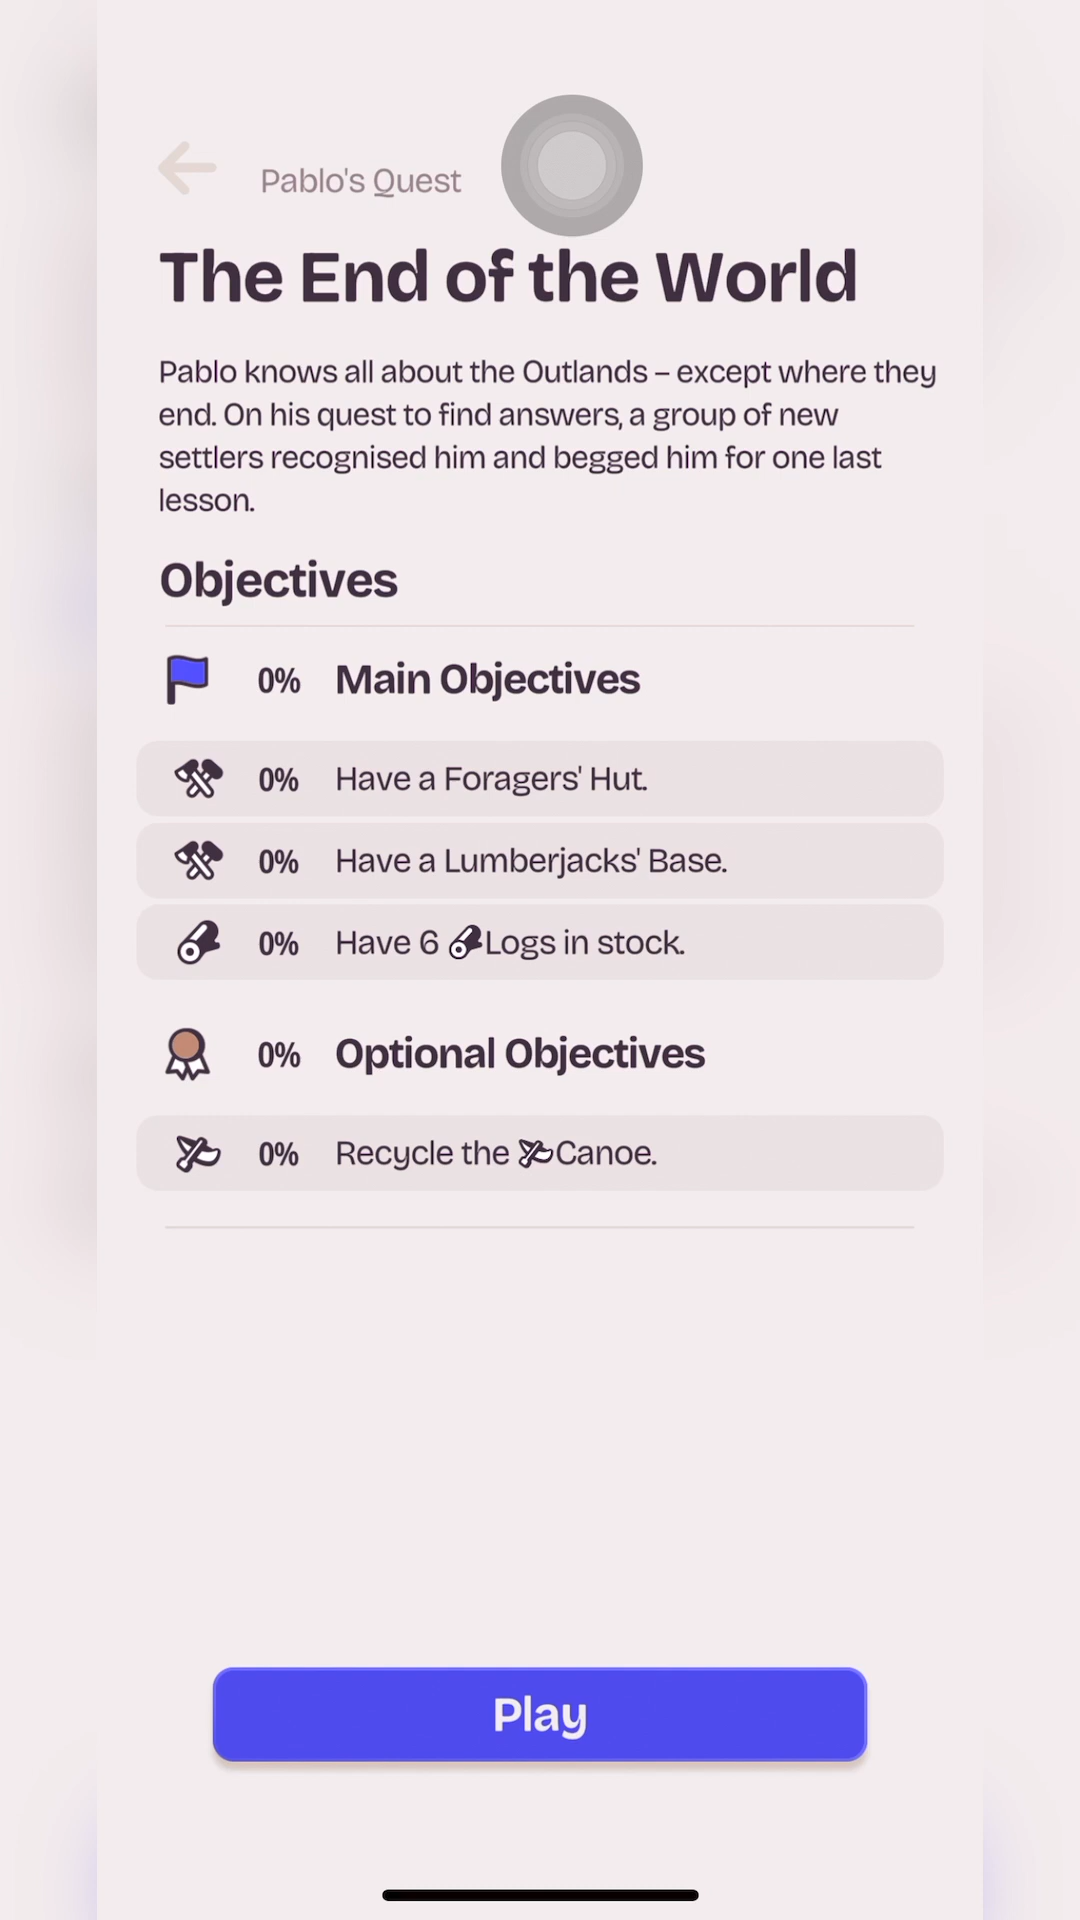 Pablo's Quest
The End of the World
Pablo knows all about the Outlands – except where they
end. On his quest to find answers, a group of new
settlers recognised him and begged him for one last
lesson.
Objectives
0% Main Objectives
0% Have a Foragers' Hut.
0% Have a Lumberjacks' Base.
0% Have 6 Logs in stock.
0% Optional Objectives
0% Recycle the Canoe.
Play